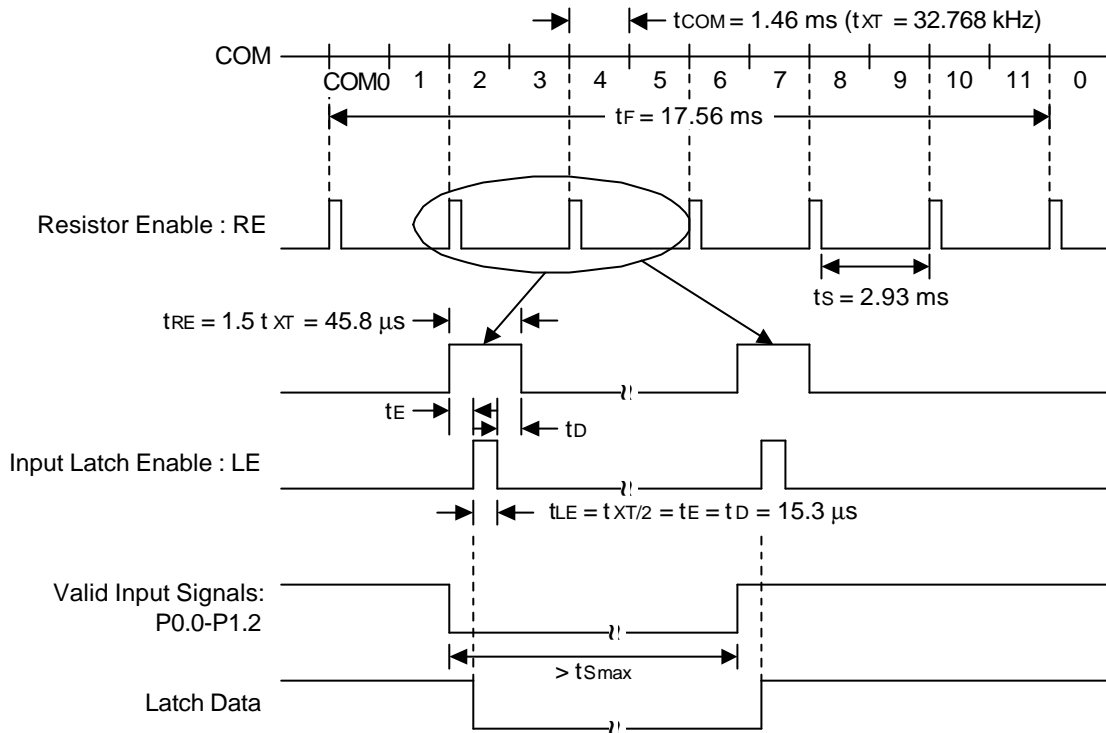 tCOM = 1.46 ms (tXT = 32.768 kHz)
COM
COM0 1 2 3 4 5 6 7 8 9 10 11 0
tF = 17.56 ms
Resistor Enable : RE
tS = 2.93 ms
tRE = 1.5 tXT = 45.8 μs
tE
tD
Input Latch Enable : LE
tLE = tXT/2 = tE = tD = 15.3 μs
Valid Input Signals:
P0.0-P1.2
> tSmax
Latch Data